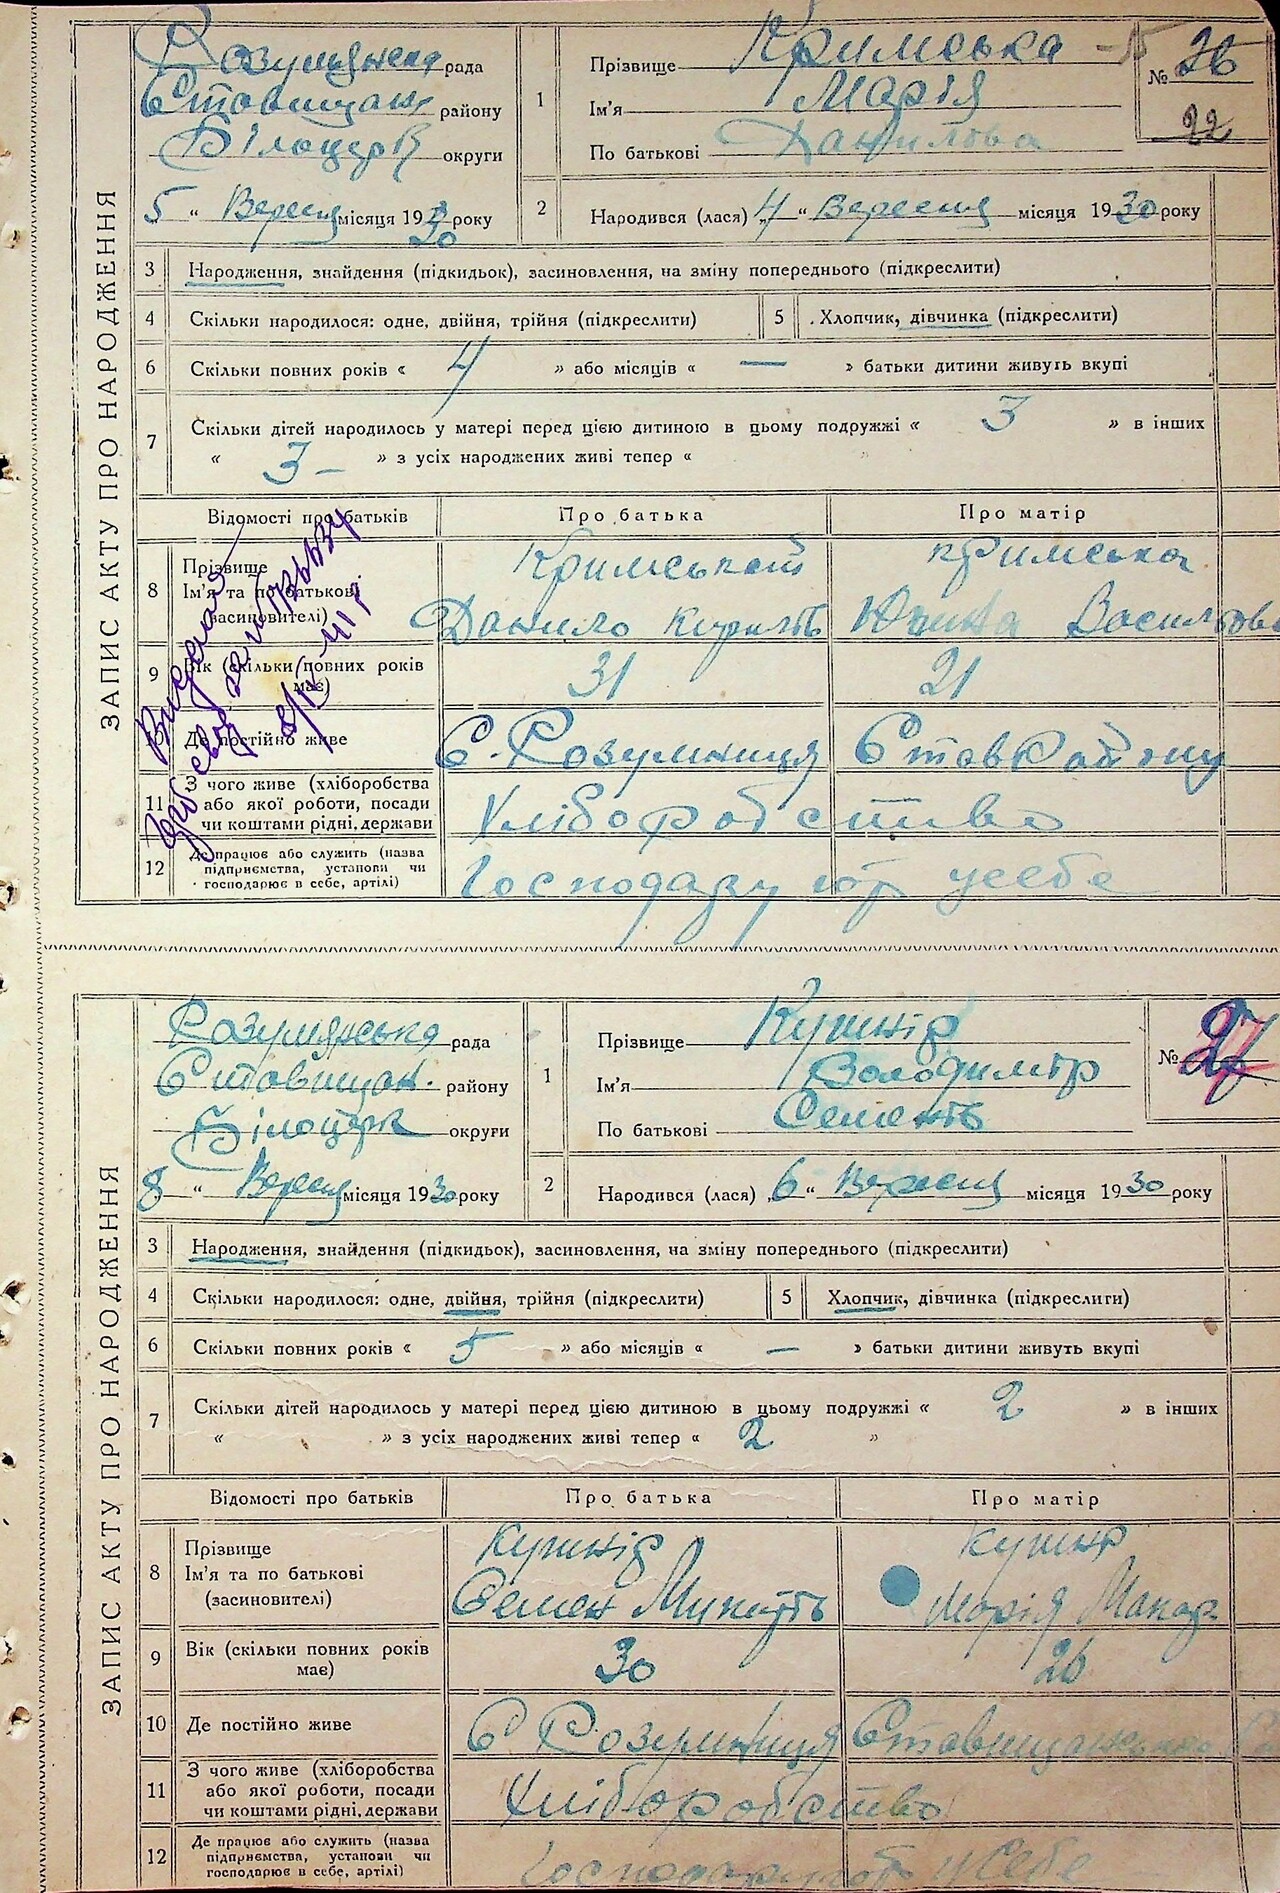 ЗАПИС АКТУ ПРО НАРОДЖЕННЯ
Розумянська рада
Ставищан. району
Білоцерк округи
5 " Вересня місяця 1930 року
1
Прізвище Кримська
Ім'я Марія
По батькові Данилова
№ 26
22
2 Народився (лася) „4 " Вересня місяця 1930 року
3 Народження, знайдення (підкидьок), засиновлення, на зміну попереднього (підкреслити)
4 Скільки народилося: одне, двійня, трійня (підкреслити) 5 Хлопчик, дівчинка (підкреслити)
6 Скільки повних років « 4 » або місяців « — » батьки дитини живуть вкупі
7 Скільки дітей народилось у матері перед цією дитиною в цьому подружжі « 3 » в інших
« 3 – » з усіх народжених живі тепер «
Відомості про батьків Про батька Про матір
8 Прізвище
Ім'я та по батькові
(засиновителі)
Кримський
Данило Кирилів
Кримська
Василівна
9 Вік (скільки повних років має) 31 21
10 Де постійно живе С. Розумниця Став Району
11 З чого живе (хліборобства
або якої роботи, посади
чи коштами рідні, держави
Хліборобство
12 Де працює або служить (назва
підприємства, установи чи
господарює в себе, артілі)
Господарюють усебе
ЗАПИС АКТУ ПРО НАРОДЖЕННЯ
Розумянська рада
Ставищан. району
Білоцерк округи
8 " Вересня місяця 1930 року
1
Прізвище Кушнір
Ім'я Володимір
По батькові Семенів
№ 27
2 Народився (лася) „6 " Вересня місяця 1930 року
3 Народження, знайдення (підкидьок), засиновлення, на зміну попереднього (підкреслити)
4 Скільки народилося: одне, двійня, трійня (підкреслити) 5 Хлопчик, дівчинка (підкреслити)
6 Скільки повних років « 5 » або місяців « — » батьки дитини живуть вкупі
7 Скільки дітей народилось у матері перед цією дитиною в цьому подружжі « 2 » в інших
« » з усіх народжених живі тепер « 2 »
Відомості про батьків Про батька Про матір
8 Прізвище
Ім'я та по батькові
(засиновителі)
Кушнір
Семен Микитів
Кушнір
Марія Макар.
9 Вік (скільки повних років
має)
30 26
10 Де постійно живе С Розумниця Ставищанського
11 З чого живе (хліборобства
або якої роботи, посади
чи коштами рідні, держави
Хліборобство
12 Де працює або служить (назва
підприємства, установи чи
господарює в себе, артілі)
Господарюють усебе